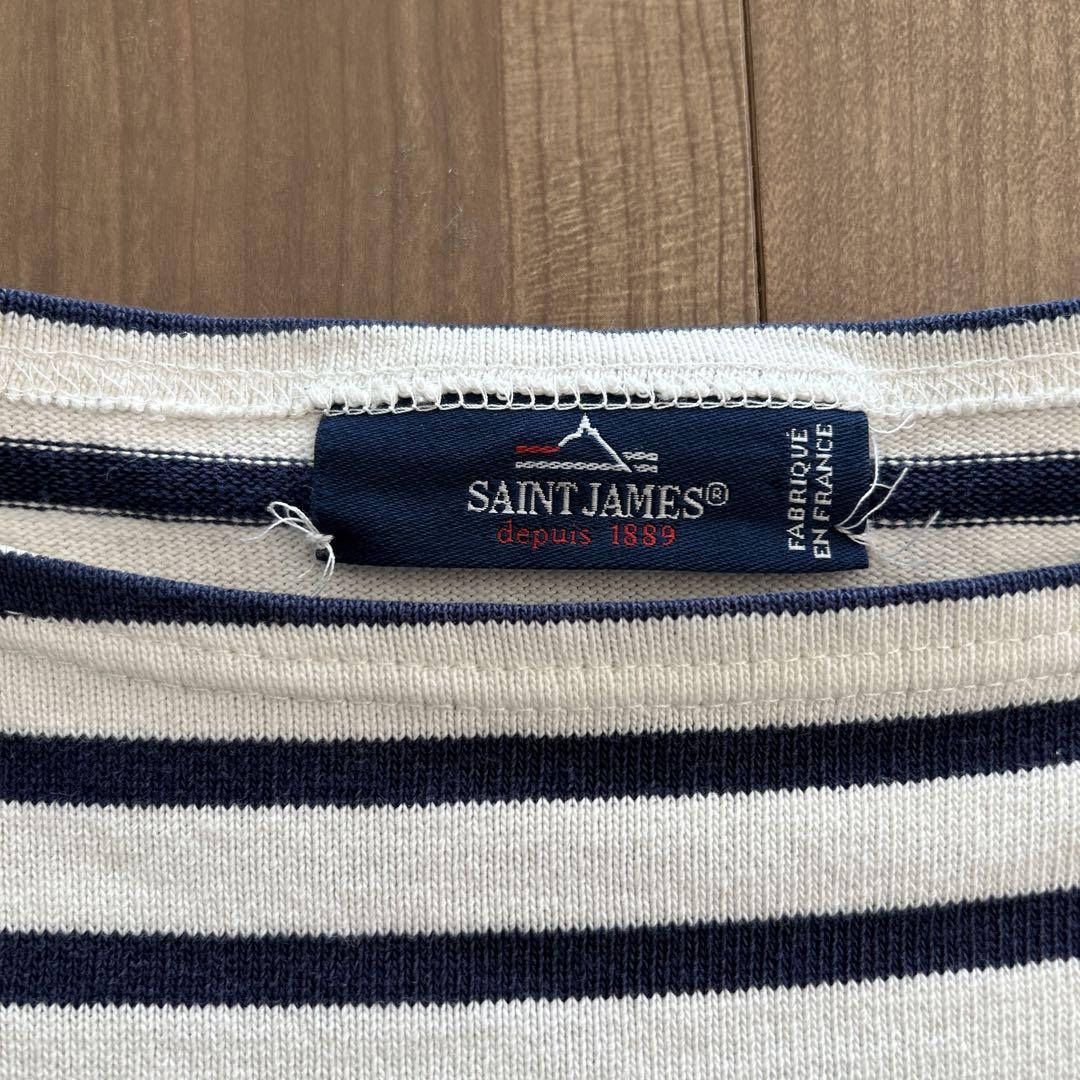 SAINT JAMES®
depuis 1889
FABRIQUÉ
EN FRANCE